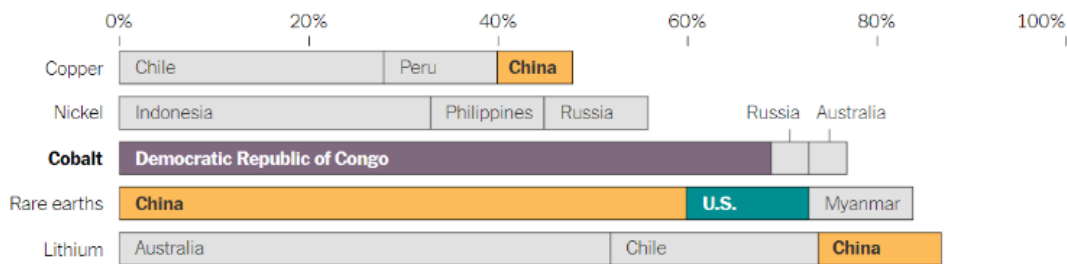 0% 20% 40% 60% 80% 100%
Copper Chile Peru China
Nickel Indonesia Philippines Russia Russia Australia
Cobalt Democratic Republic of Congo
Rare earths China U.S. Myanmar
Lithium Australia Chile China